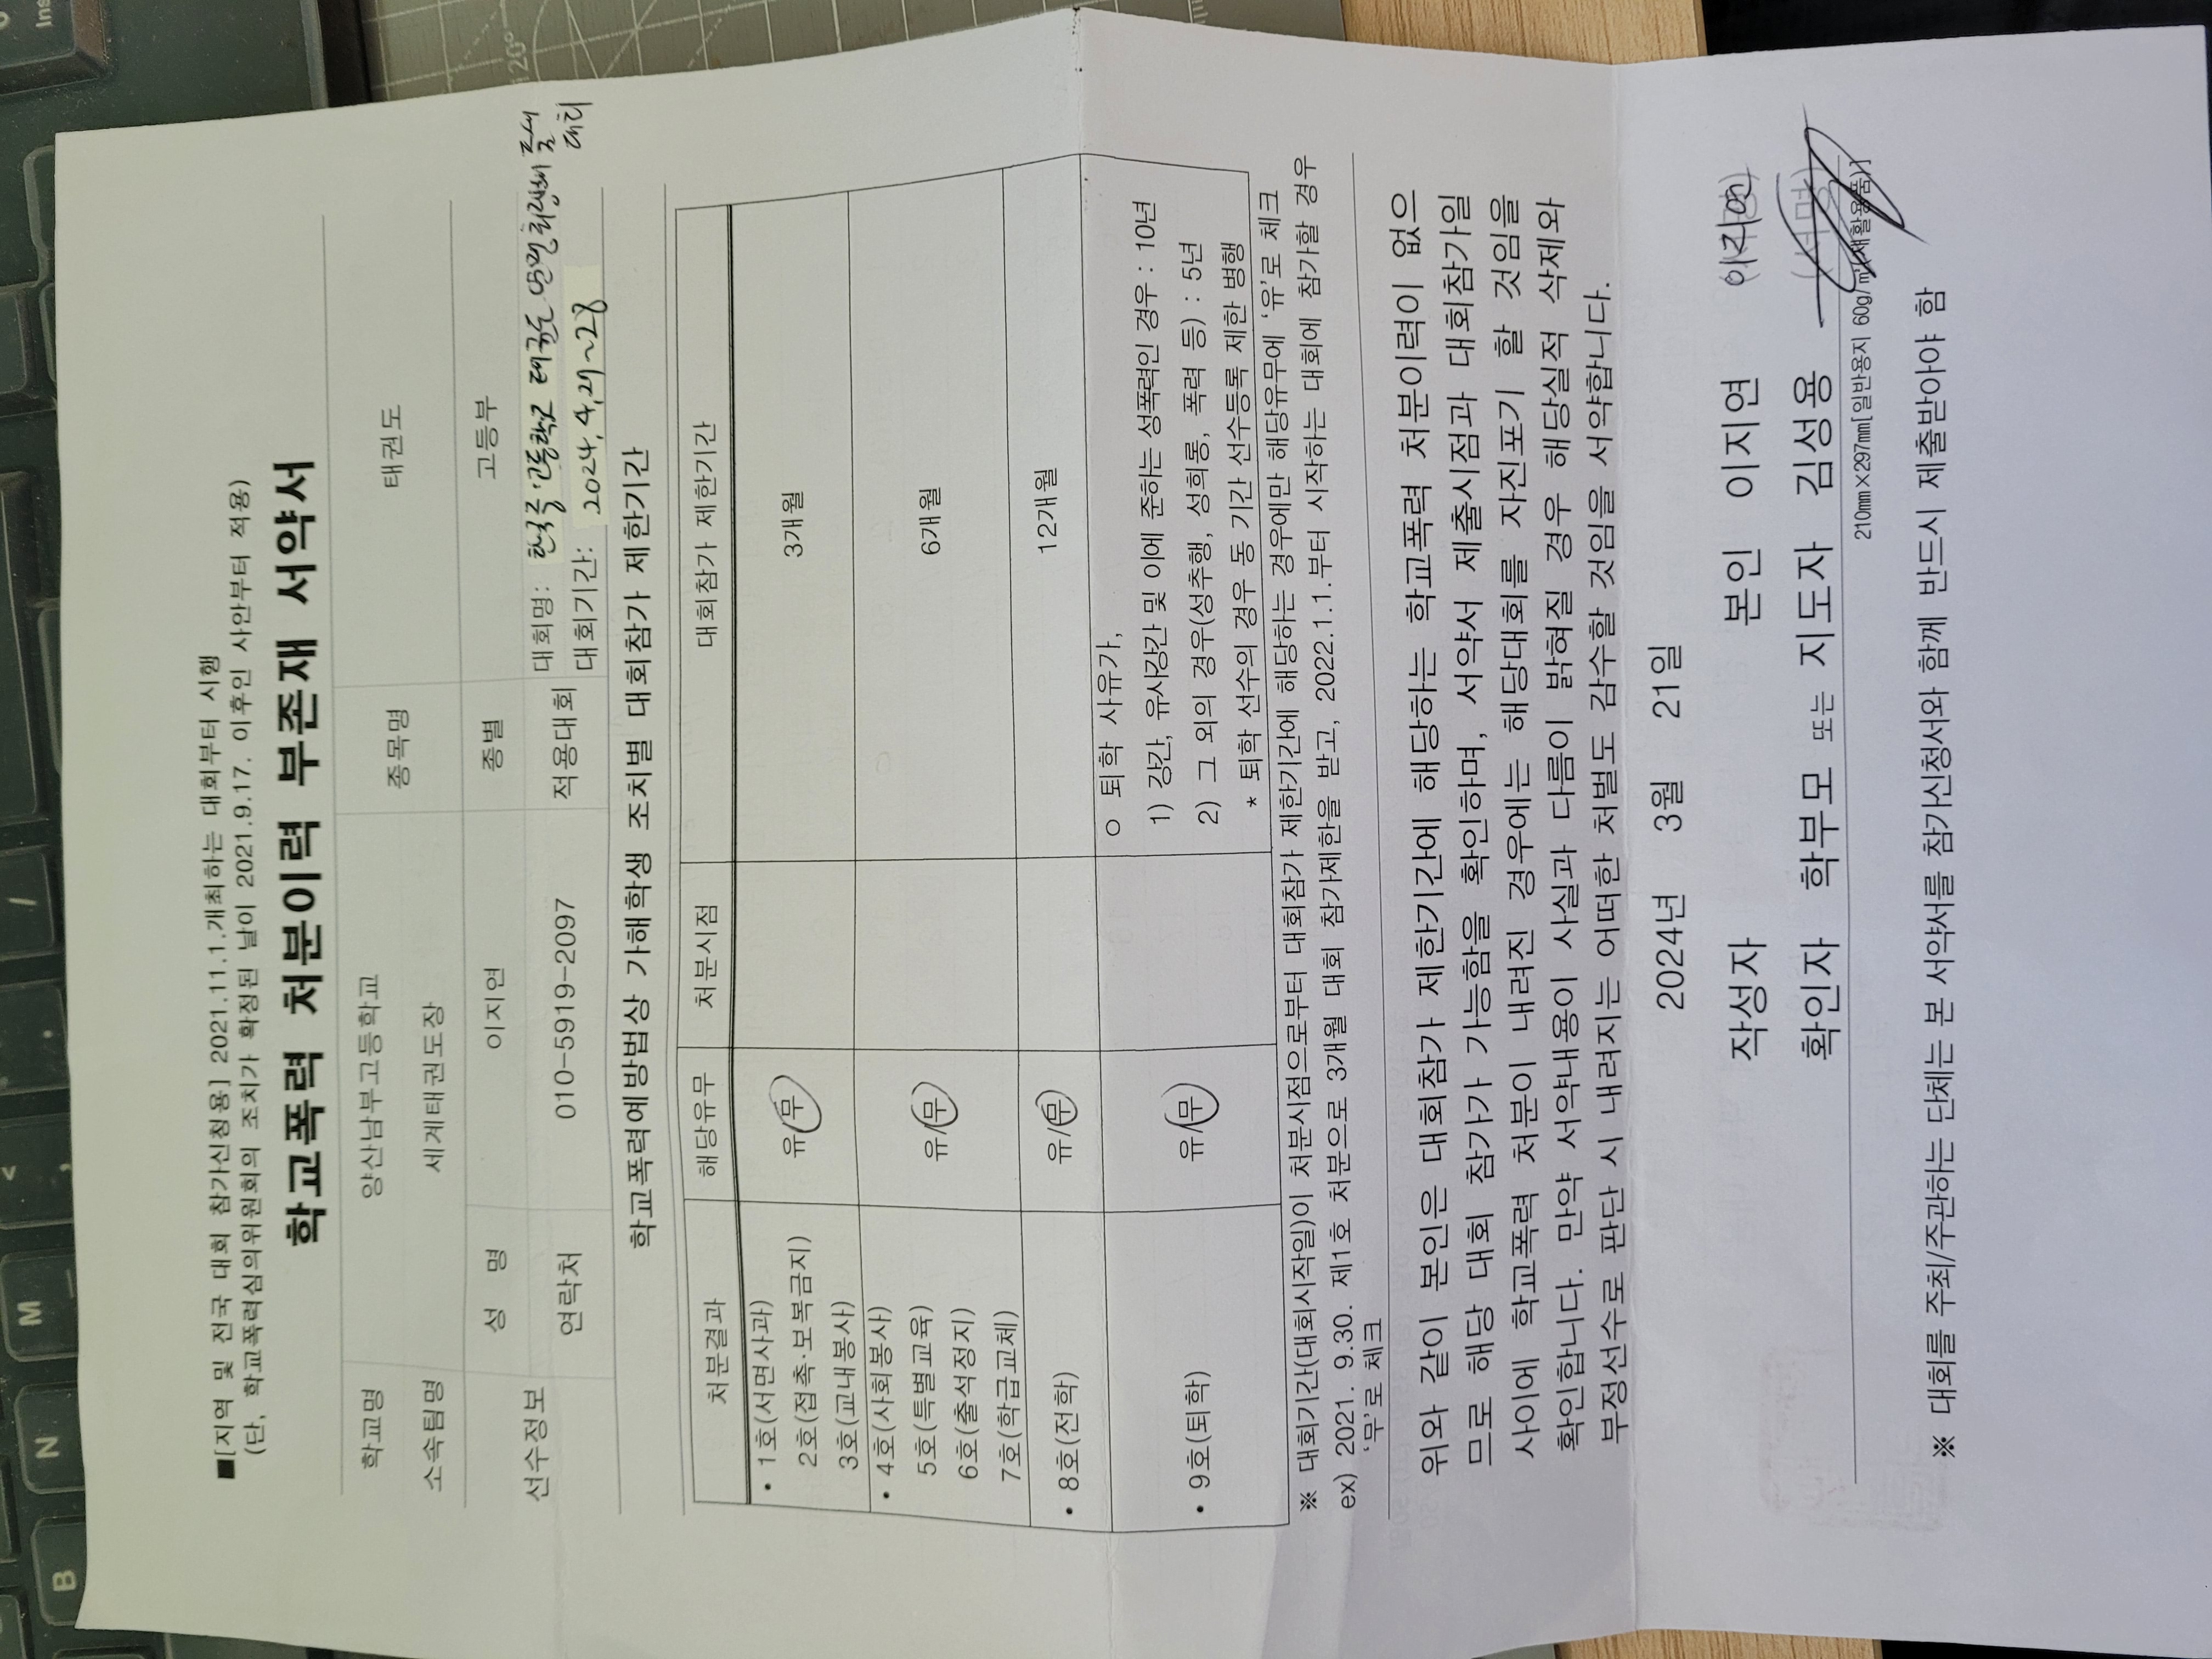 ■[지역 및 전국 대회 참가신청용] 2021.11.1.개최하는 대회부터 시행
(단, 학교폭력심의위원회의 조치가 확정된 날이 2021.9.17. 이후인 사안부터 적용)
학교폭력 처분이력 부존재 서약서
학교명 양산남부고등학교 종목명 태권도
소속팀명 세계태권도장
선수정보 성 명 이지연 종별 고등부
연락처 010-5919-2097 적용대회 대회명: 한국중·고등학교 태권도연맹 회장배 대회
대회기간: 2024, 4, 21~28
학교폭력예방법상 가해학생 조치별 대회참가 제한기간
처분결과 해당유무 처분시점 대회참가 제한기간
• 1호(서면사과)
2호(접촉·보복금지) 유/무 3개월
3호(교내봉사)
• 4호(사회봉사)
5호(특별교육) 유/무 6개월
6호(출석정지)
7호(학급교체)
• 8호(전학) 유/무 12개월
○ 퇴학 사유가,
1) 강간, 유사강간 및 이에 준하는 성폭력인 경우 : 10년
• 9호(퇴학) 유/무 2) 그 외의 경우(성추행, 성희롱, 폭력 등) : 5년
* 퇴학 선수의 경우 동 기간 선수등록 제한 병행
※ 대회기간(대회시작일)이 처분시점으로부터 대회참가 제한기간에 해당하는 경우에만 해당유무에 '유'로 체크
ex) 2021. 9.30. 제1호 처분으로 3개월 대회 참가제한을 받고, 2022.1.1.부터 시작하는 대회에 참가할 경우
'무'로 체크
위와 같이 본인은 대회참가 제한기간에 해당하는 학교폭력 처분이력이 없으
므로 해당 대회 참가가 가능함을 확인하며, 서약서 제출시점과 대회참가일
사이에 학교폭력 처분이 내려진 경우에는 해당대회를 자진포기 할 것임을
확인합니다. 만약 서약내용이 사실과 다름이 밝혀질 경우 해당실적 삭제와
부정선수로 판단 시 내려지는 어떠한 처벌도 감수할 것임을 서약합니다.
2024년 3월 21일
작성자 본인 이지연 이지연
확인자 학부모 또는 지도자 김성용 (서명)
210mm×297mm[일반용지 60g/㎡(재활용품)]
※ 대회를 주최/주관하는 단체는 본 서약서를 참가신청서와 함께 반드시 제출받아야 함
B
N
M
<
,
.
/
Ins
120°